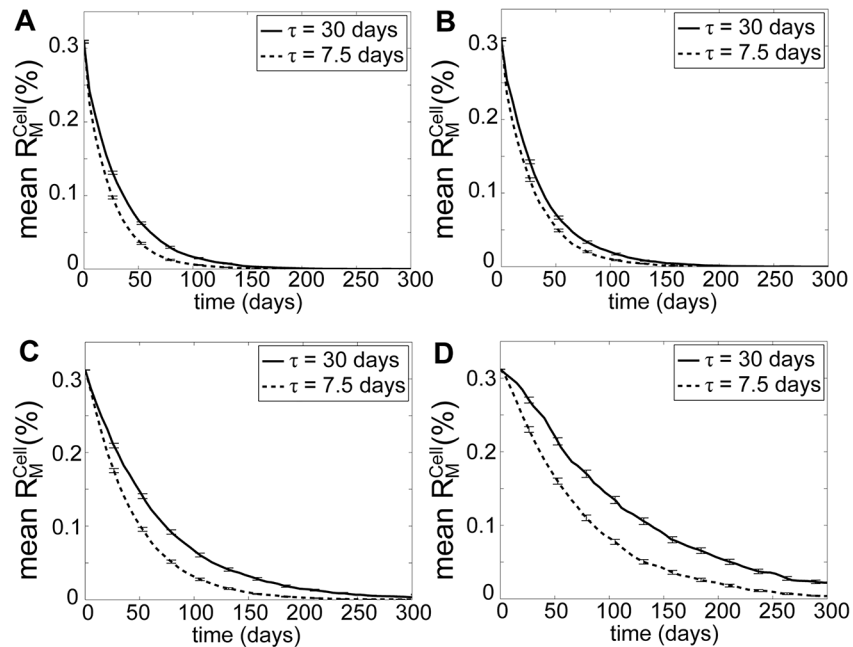 A
τ = 30 days
τ = 7.5 days
mean R_M^Cell (%)
0.3
0.2
0.1
0
0 50 100 150 200 250 300
time (days)
B
τ = 30 days
τ = 7.5 days
mean R_M^Cell (%)
0.3
0.2
0.1
0
0 50 100 150 200 250 300
time (days)
C
τ = 30 days
τ = 7.5 days
mean R_M^Cell (%)
0.3
0.2
0.1
0
0 50 100 150 200 250 300
time (days)
D
τ = 30 days
τ = 7.5 days
mean R_M^Cell (%)
0.3
0.2
0.1
0
0 50 100 150 200 250 300
time (days)